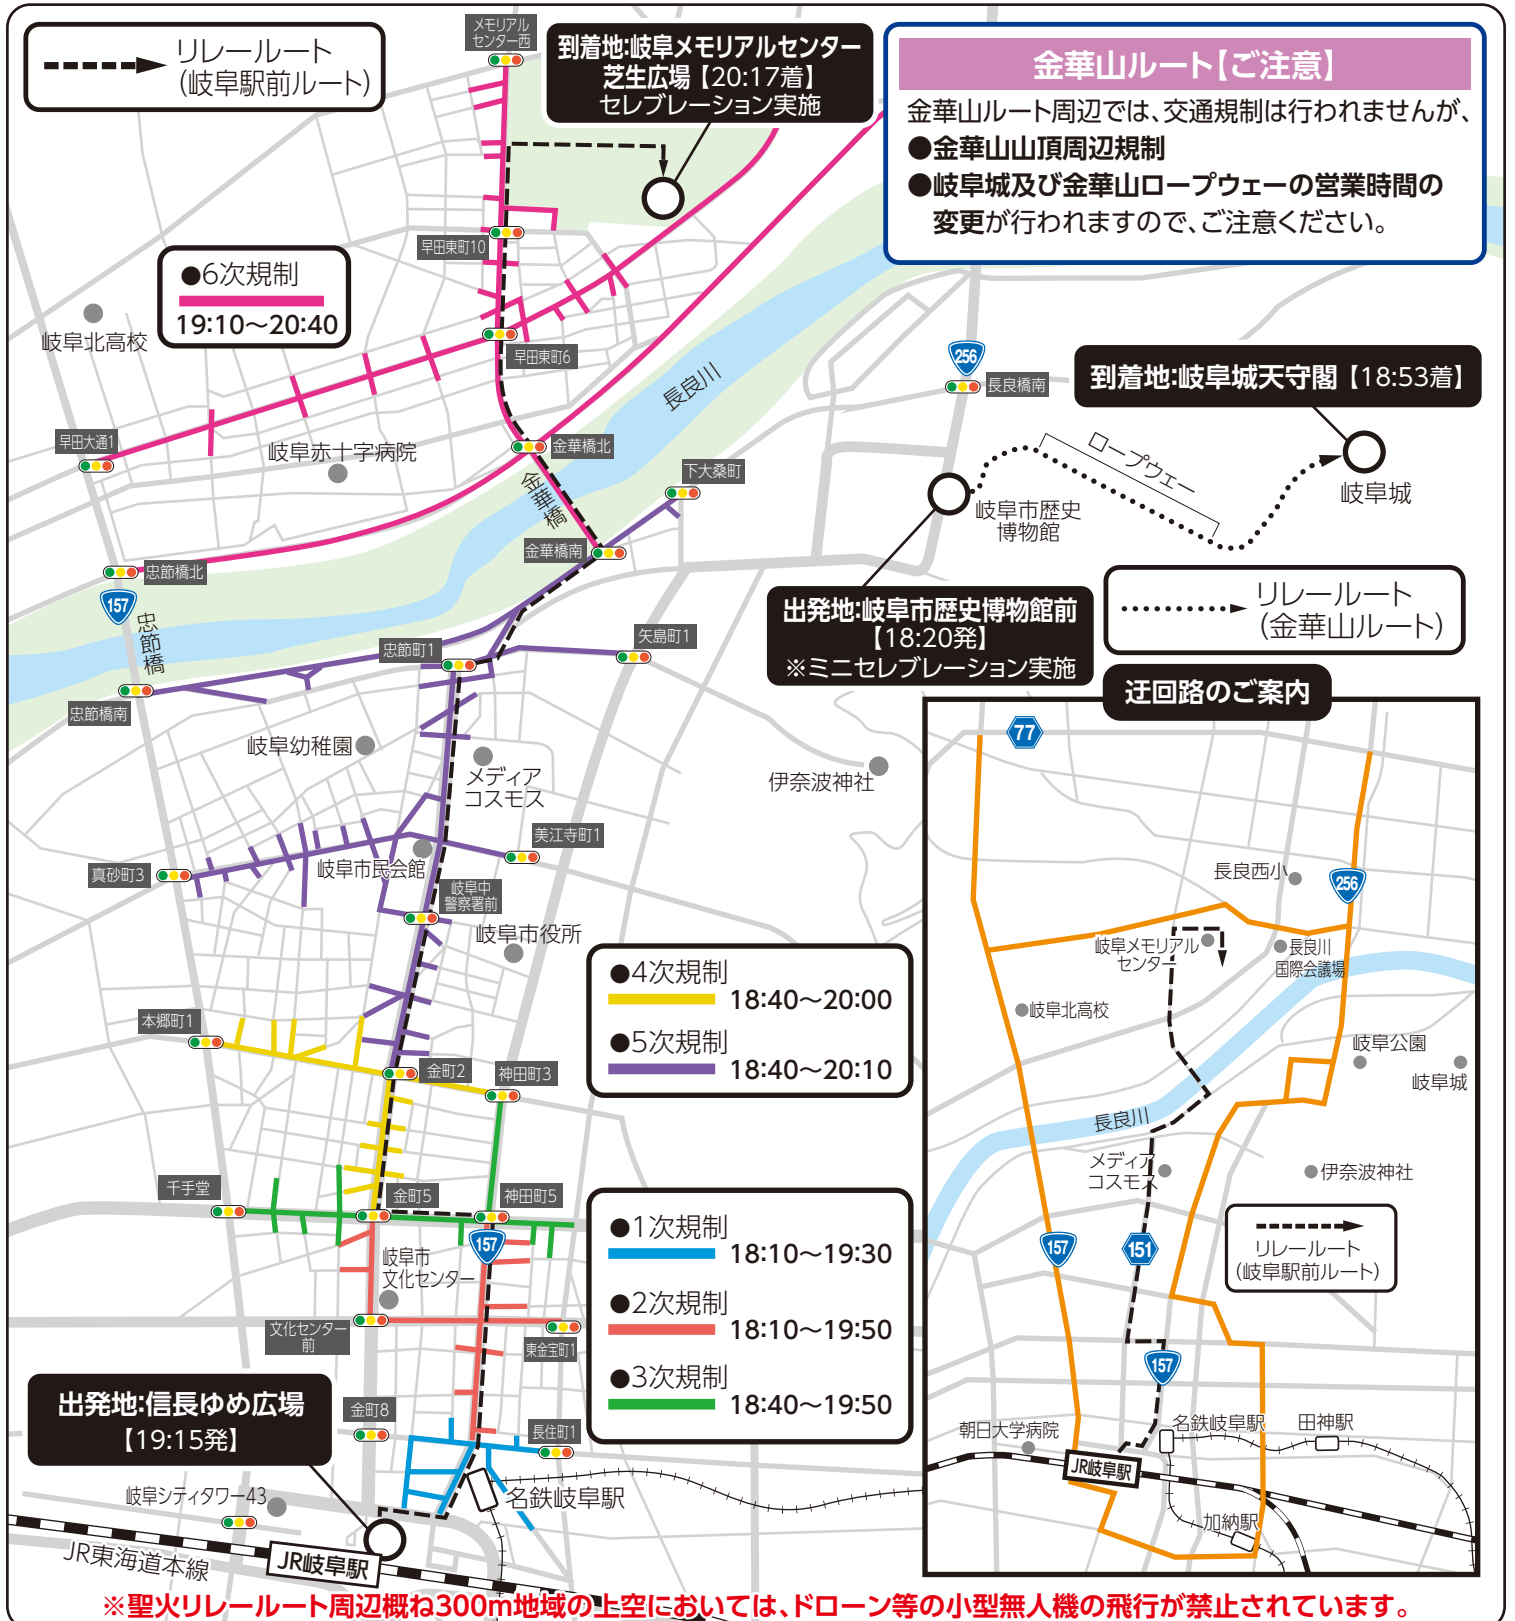 リレールート
(岐阜駅前ルート)
メモリアル
センター西
到着地:岐阜メモリアルセンター
芝生広場【20:17着】
セレブレーション実施
金華山ルート【ご注意】
金華山ルート周辺では、交通規制は行われませんが、
●金華山山頂周辺規制
●岐阜城及び金華山ロープウェーの営業時間の
変更が行われますので、ご注意ください。
早田東町10
●6次規制
19:10〜20:40
岐阜北高校
早田東町6
長良川
256
長良橋南
到着地:岐阜城天守閣【18:53着】
早田大通1
岐阜赤十字病院
金華橋北
金華橋
下大桑町
ロープウェー
岐阜城
岐阜市歴史
博物館
金華橋南
忠節橋北
157
忠節橋
出発地:岐阜市歴史博物館前
【18:20発】
※ミニセレブレーション実施
リレールート
(金華山ルート)
忠節町1
矢島町1
忠節橋南
岐阜幼稚園
メディア
コスモス
伊奈波神社
美江寺町1
真砂町3
岐阜市民会館
岐阜中
警察署前
岐阜市役所
●4次規制
18:40〜20:00
●5次規制
18:40〜20:10
本郷町1
金町2
神田町3
千手堂
金町5
神田町5
157
岐阜市
文化センター
●1次規制
18:10〜19:30
●2次規制
18:10〜19:50
●3次規制
18:40〜19:50
文化センター
前
東金宝町1
出発地:信長ゆめ広場
【19:15発】
金町8
長住町1
岐阜シティタワー43
名鉄岐阜駅
JR東海道本線
JR岐阜駅
迂回路のご案内
77
長良西小
256
岐阜メモリアル
センター
長良川
国際会議場
岐阜北高校
岐阜公園
岐阜城
長良川
メディア
コスモス
伊奈波神社
157
151
リレールート
(岐阜駅前ルート)
157
朝日大学病院
名鉄岐阜駅
田神駅
JR岐阜駅
加納駅
※聖火リレールート周辺概ね300m地域の上空においては、ドローン等の小型無人機の飛行が禁止されています。